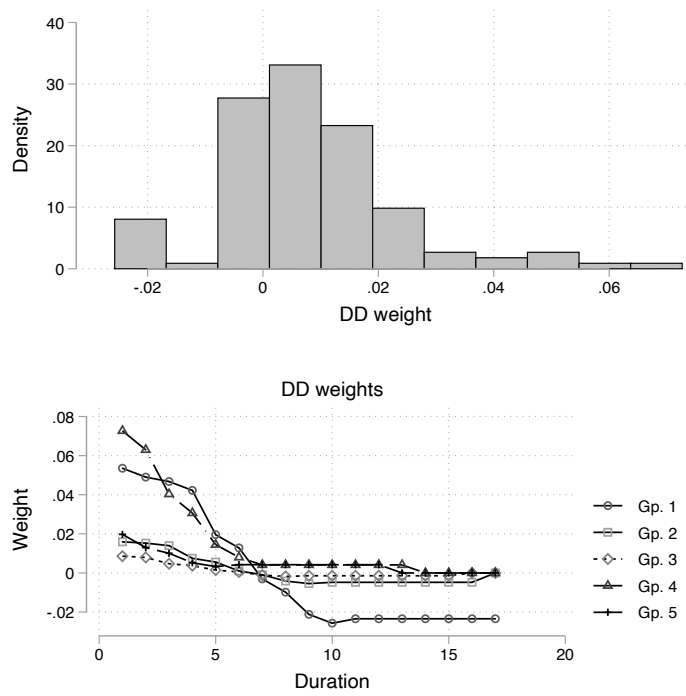 40
30
20
10
0
Density
-.02 0 .02 .04 .06
DD weight
DD weights
.08
.06
.04
.02
0
-.02
Weight
0 5 10 15 20
Duration
Gp. 1
Gp. 2
Gp. 3
Gp. 4
Gp. 5